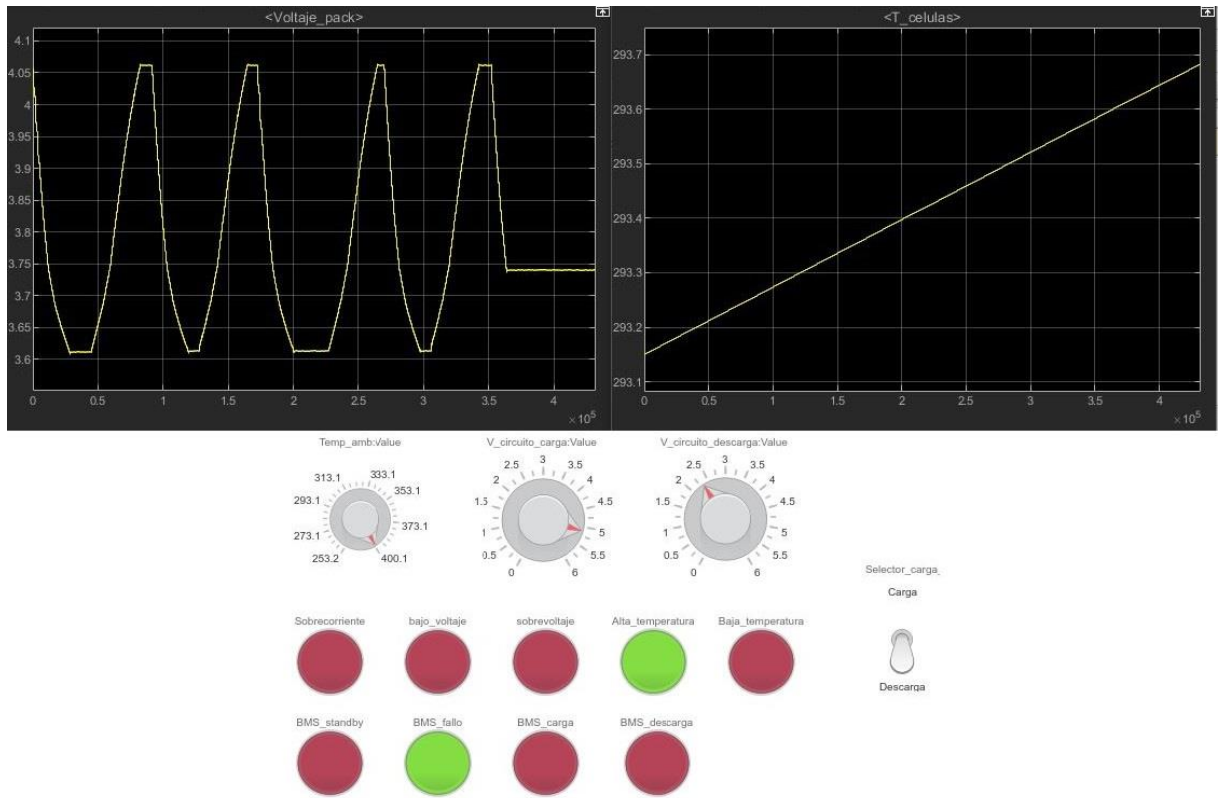 <Voltaje_pack>
4.1
4.05
4
3.95
3.9
3.85
3.8
3.75
3.7
3.65
3.6
0 0.5 1 1.5 2 2.5 3 3.5 4
×10⁵
<T_celulas>
293.7
293.6
293.5
293.4
293.3
293.2
293.1
0 0.5 1 1.5 2 2.5 3 3.5 4
×10⁵
Temp_amb:Value
253.2 273.1 293.1 313.1 333.1 353.1 373.1 400.1
V_circuito_carga:Value
0 0.5 1 1.5 2 2.5 3 3.5 4 4.5 5 5.5 6
V_circuito_descarga:Value
0 0.5 1 1.5 2 2.5 3 3.5 4 4.5 5 5.5 6
Selector_carga_
Carga
Descarga
Sobrecorriente bajo_voltaje sobrevoltaje Alta_temperatura Baja_temperatura
BMS_standby BMS_fallo BMS_carga BMS_descarga